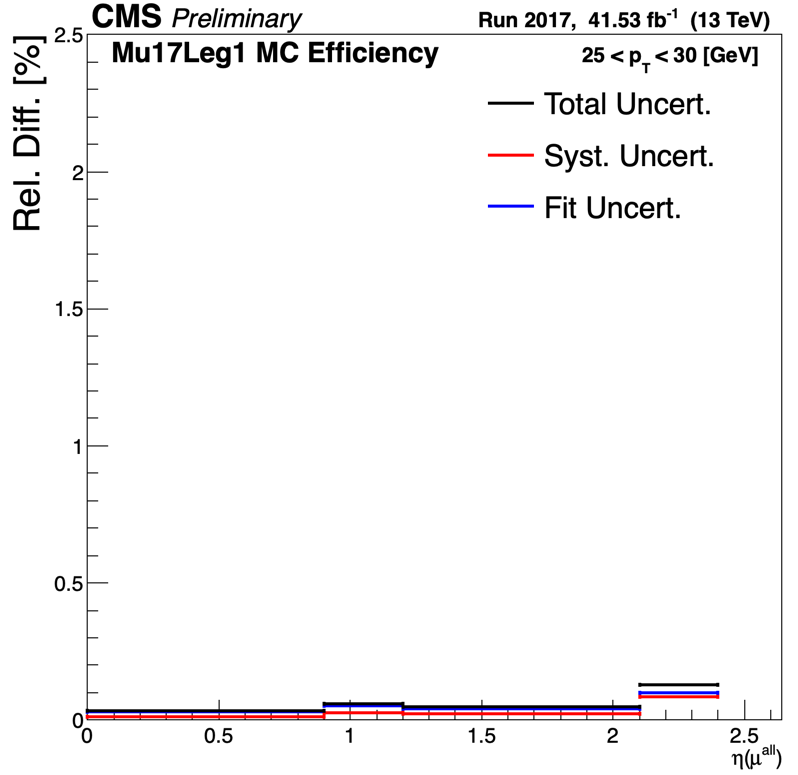 CMS Preliminary Run 2017, 41.53 fb⁻¹ (13 TeV)
Mu17Leg1 MC Efficiency 25 < p_T < 30 [GeV]
Rel. Diff. [%]
Total Uncert.
Syst. Uncert.
Fit Uncert.
2.5
2
1.5
1
0.5
0
0 0.5 1 1.5 2 2.5
η(μ^all)